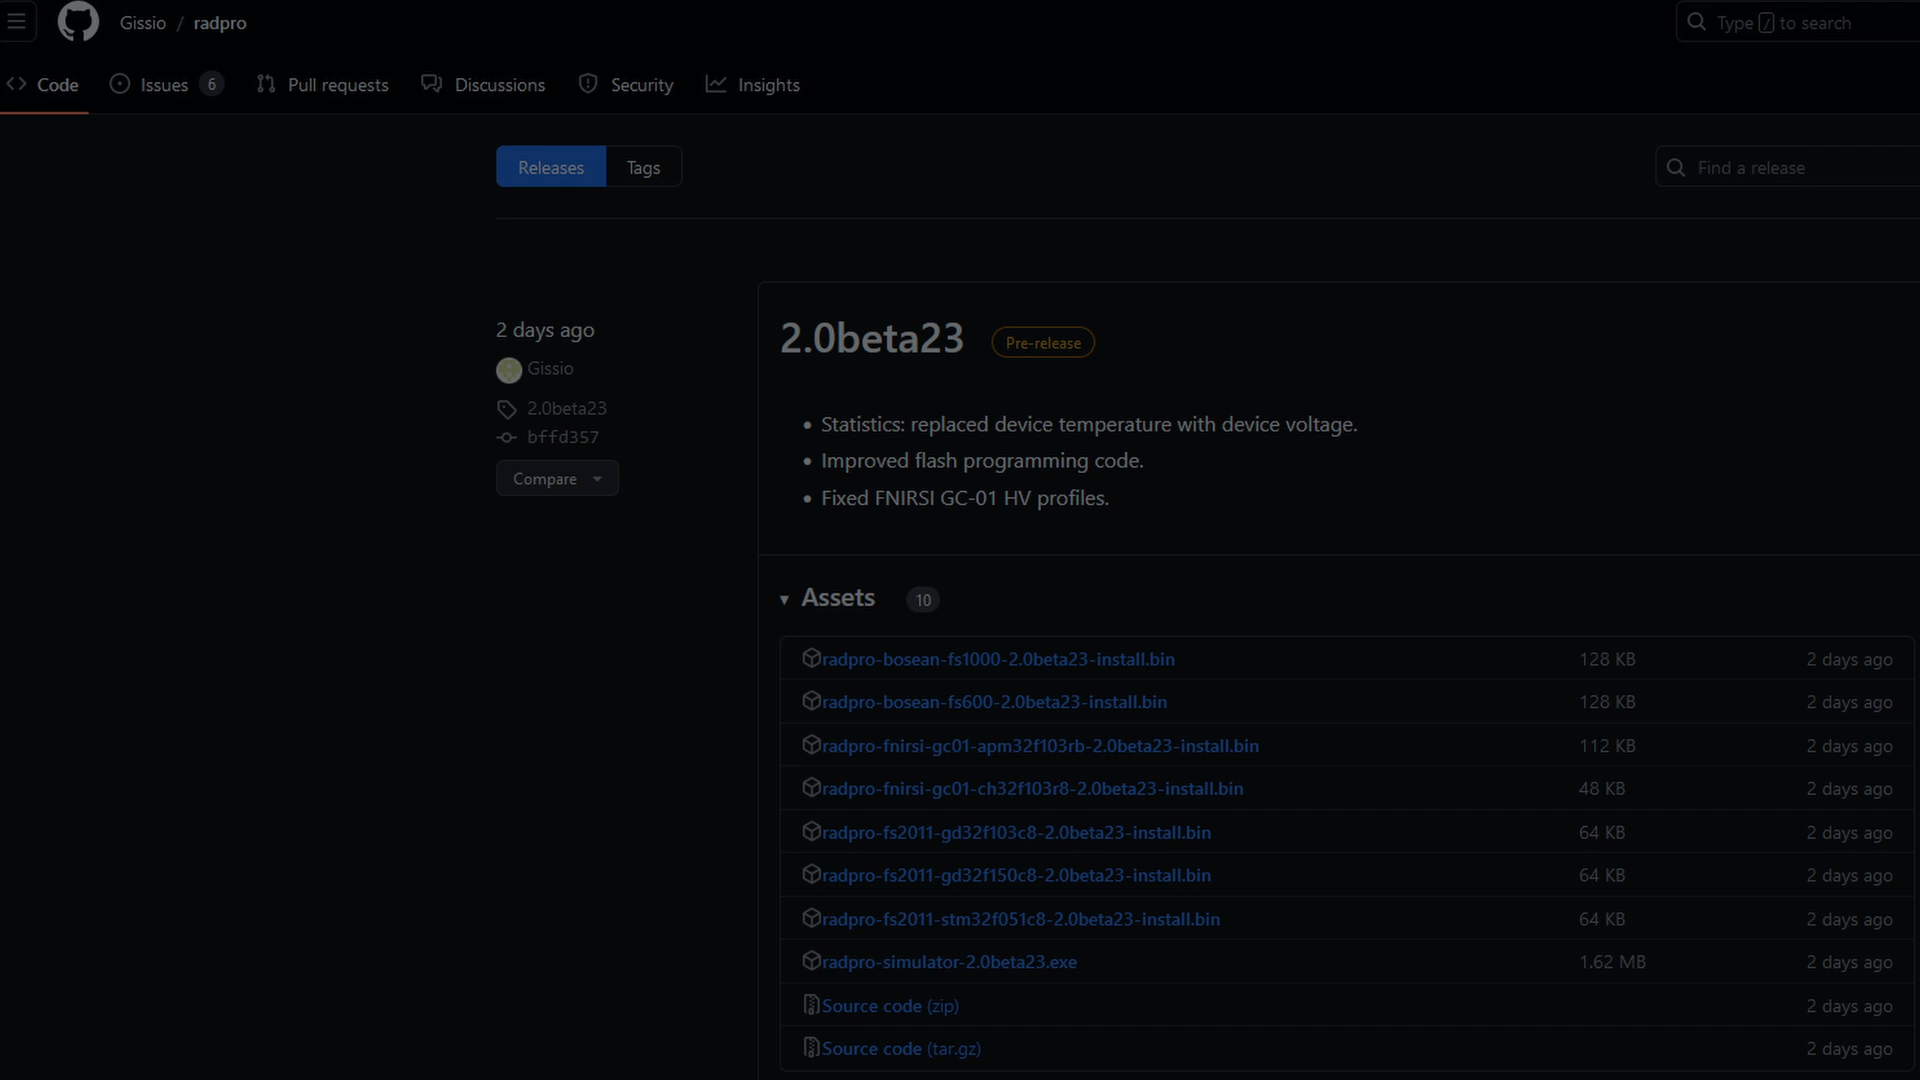 Gissio / radpro
Type / to search
Code
Issues 6
Pull requests
Discussions
Security
Insights
Releases
Tags
Find a release
2 days ago
Gissio
2.0beta23
bffd357
Compare
2.0beta23 Pre-release
• Statistics: replaced device temperature with device voltage.
• Improved flash programming code.
• Fixed FNIRSI GC-01 HV profiles.
Assets 10
radpro-bosean-fs1000-2.0beta23-install.bin 128 KB 2 days ago
radpro-bosean-fs600-2.0beta23-install.bin 128 KB 2 days ago
radpro-fnirsi-gc01-apm32f103rb-2.0beta23-install.bin 112 KB 2 days ago
radpro-fnirsi-gc01-ch32f103r8-2.0beta23-install.bin 48 KB 2 days ago
radpro-fs2011-gd32f103c8-2.0beta23-install.bin 64 KB 2 days ago
radpro-fs2011-gd32f150c8-2.0beta23-install.bin 64 KB 2 days ago
radpro-fs2011-stm32f051c8-2.0beta23-install.bin 64 KB 2 days ago
radpro-simulator-2.0beta23.exe 1.62 MB 2 days ago
Source code (zip) 2 days ago
Source code (tar.gz) 2 days ago